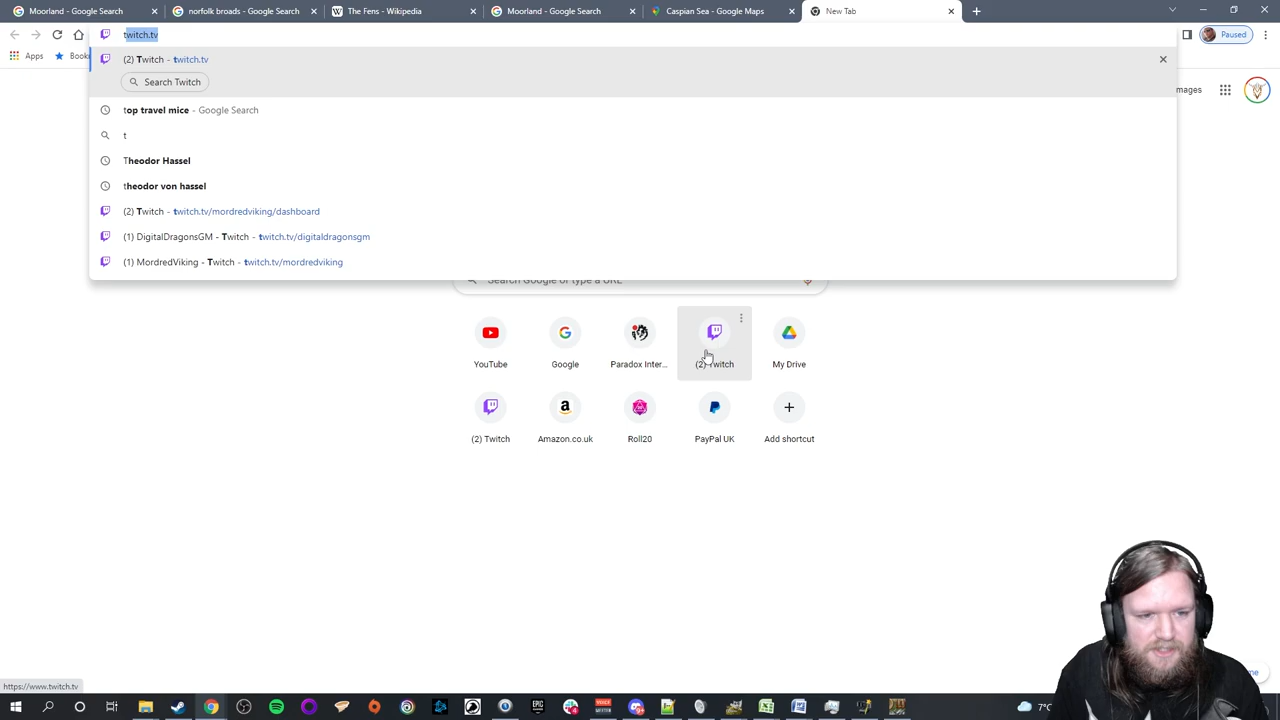 Moorland - Google Search
norfolk broads - Google Search
The Fens - Wikipedia
Moorland - Google Search
Caspian Sea - Google Maps
New Tab
twitch.tv
Paused
Apps
Book
(2) Twitch - twitch.tv
Search Twitch
top travel mice - Google Search
t
Theodor Hassel
theodor von hassel
(2) Twitch - twitch.tv/mordredviking/dashboard
(1) DigitalDragonsGM - Twitch - twitch.tv/digitaldragonsgm
(1) MordredViking - Twitch - twitch.tv/mordredviking
mages
Search Google or type a URL
YouTube
Google
Paradox Inter...
(2) Twitch
My Drive
(2) Twitch
Amazon.co.uk
Roll20
PayPal UK
Add shortcut
https://www.twitch.tv
7°C